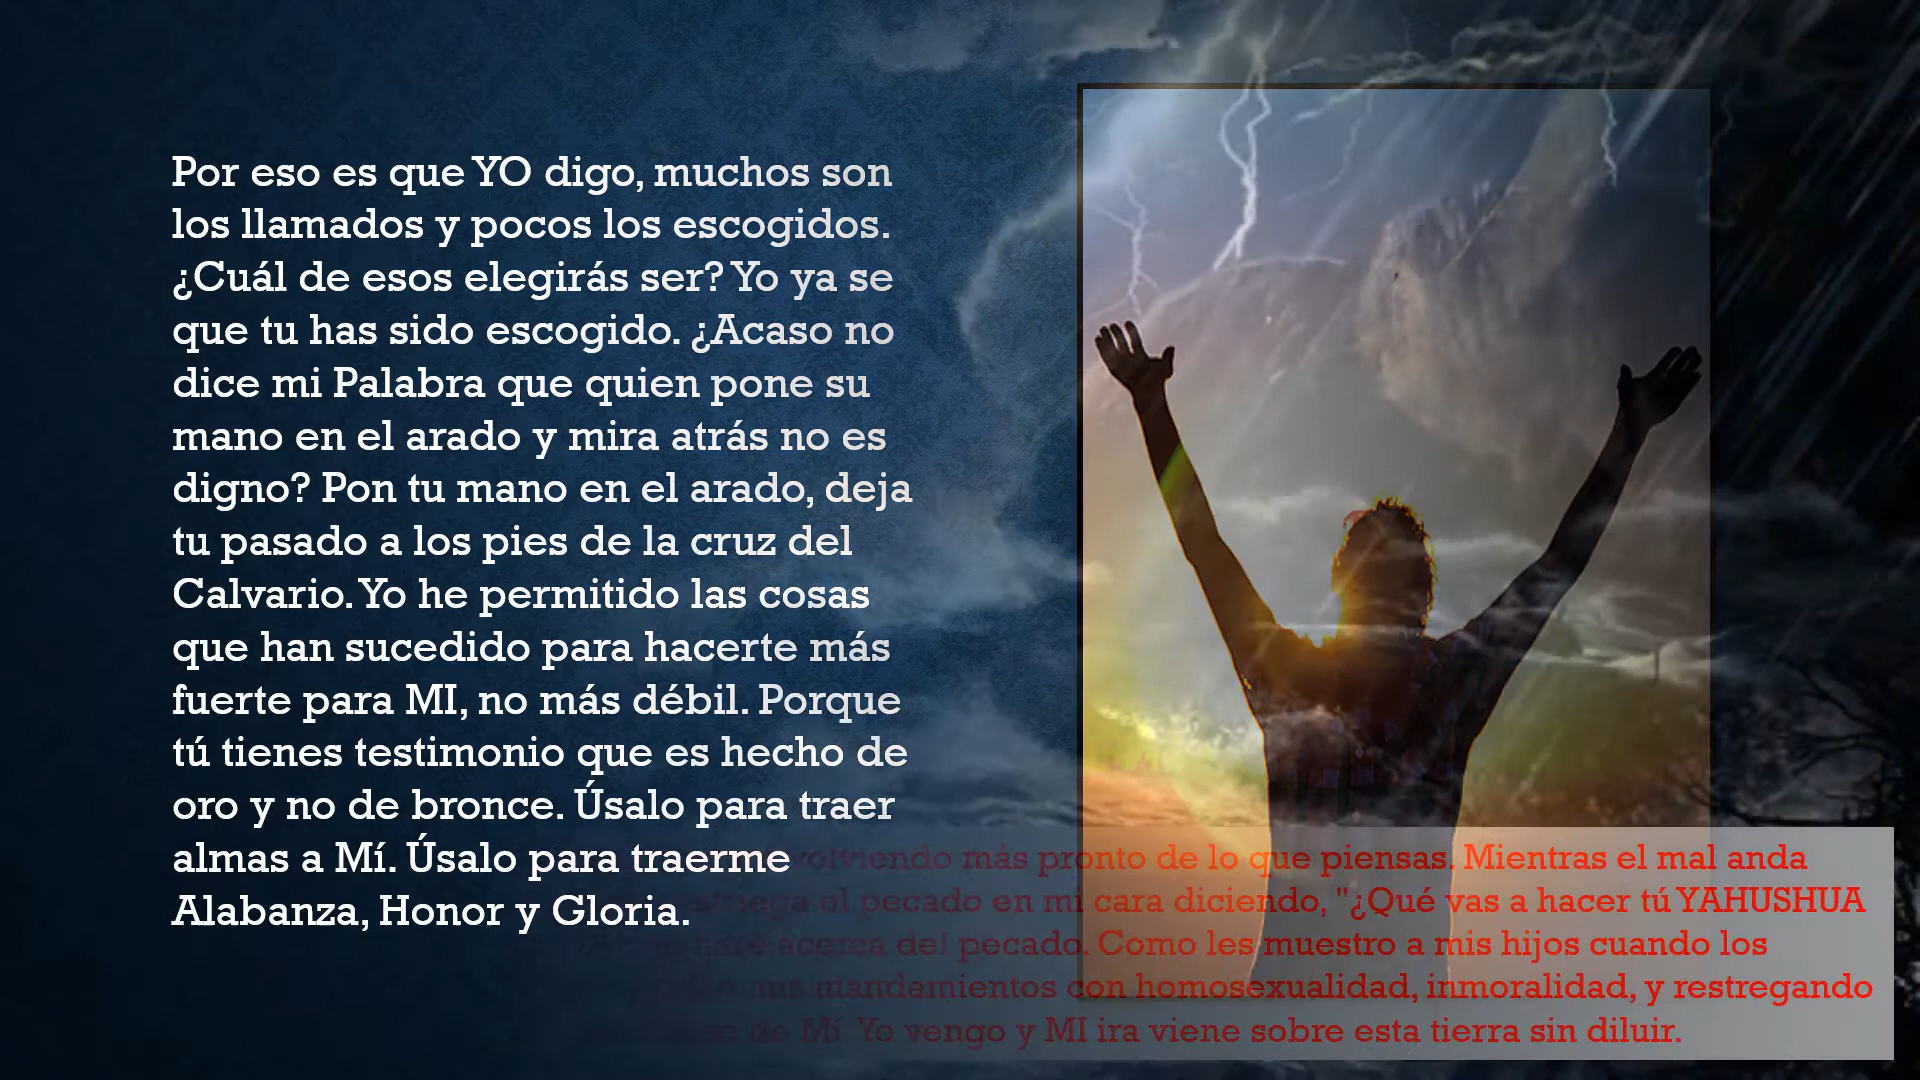 Por eso es que YO digo, muchos son
los llamados y pocos los escogidos.
¿Cuál de esos elegirás ser? Yo ya se
que tu has sido escogido. ¿Acaso no
dice mi Palabra que quien pone su
mano en el arado y mira atrás no es
digno? Pon tu mano en el arado, deja
tu pasado a los pies de la cruz del
Calvario. Yo he permitido las cosas
que han sucedido para hacerte más
fuerte para MI, no más débil. Porque
tú tienes testimonio que es hecho de
oro y no de bronce. Úsalo para traer
almas a Mí. Úsalo para traerme
Alabanza, Honor y Gloria.
volviendo más pronto de lo que piensas. Mientras el mal anda
el pecado en mi cara diciendo, "¿Qué vas a hacer tú YAHUSHUA
acerca del pecado. Como les muestro a mis hijos cuando los
mis mandamientos con homosexualidad, inmoralidad, y restregando
de Mí Yo vengo y MI ira viene sobre esta tierra sin diluir.